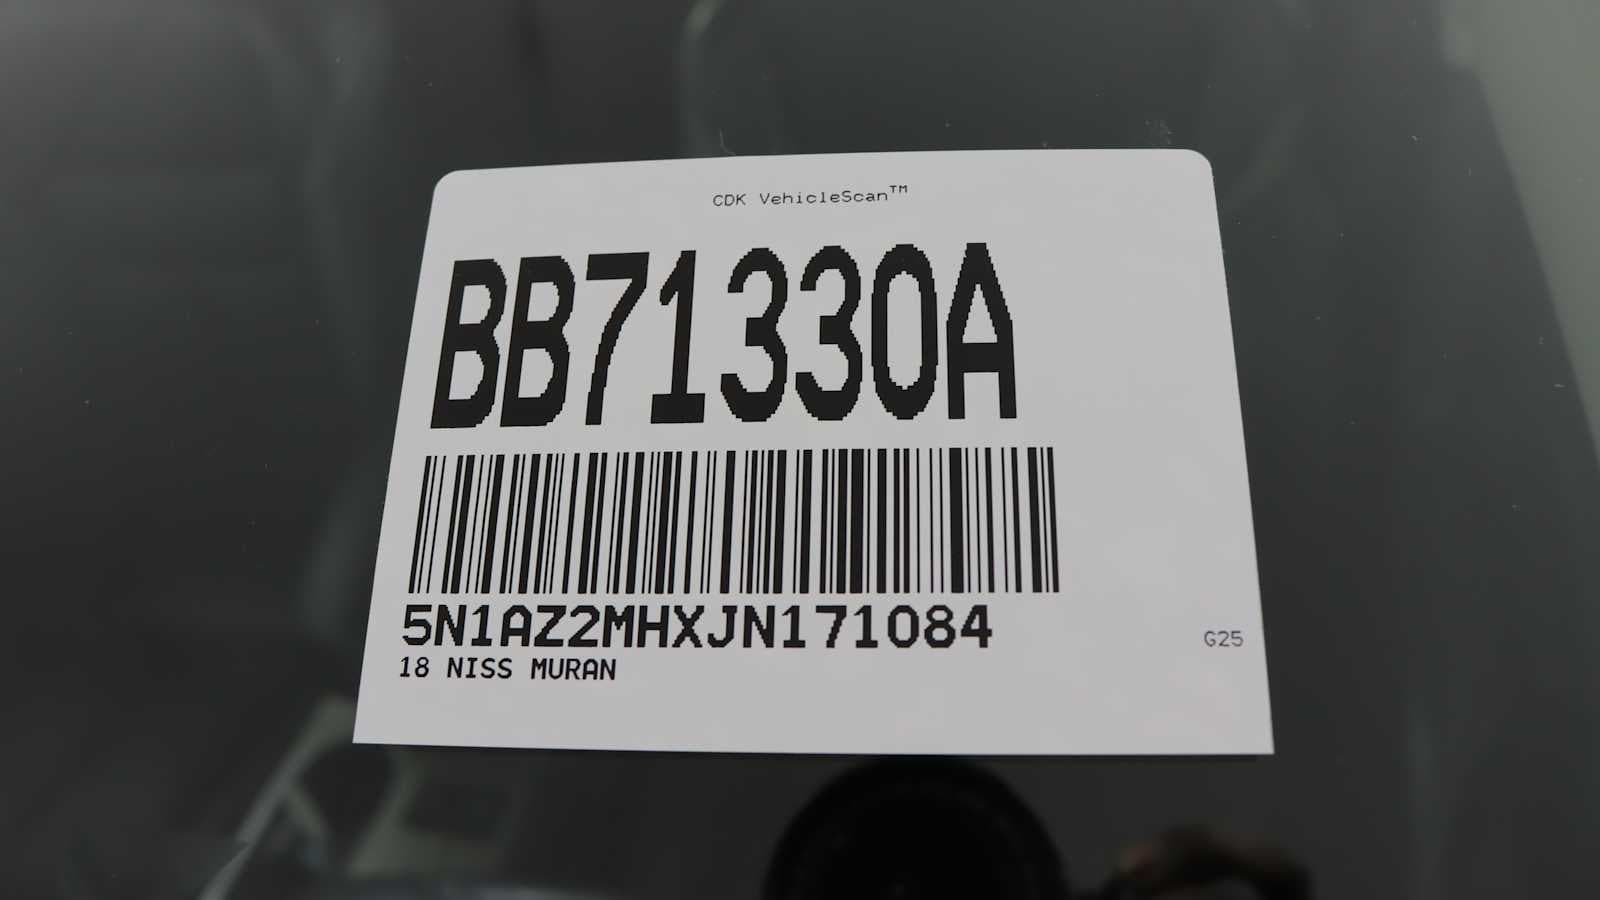 CDK VehicleScan™
BB71330A
5N1AZ2MHXJN171084
G25
18 NISS MURAN